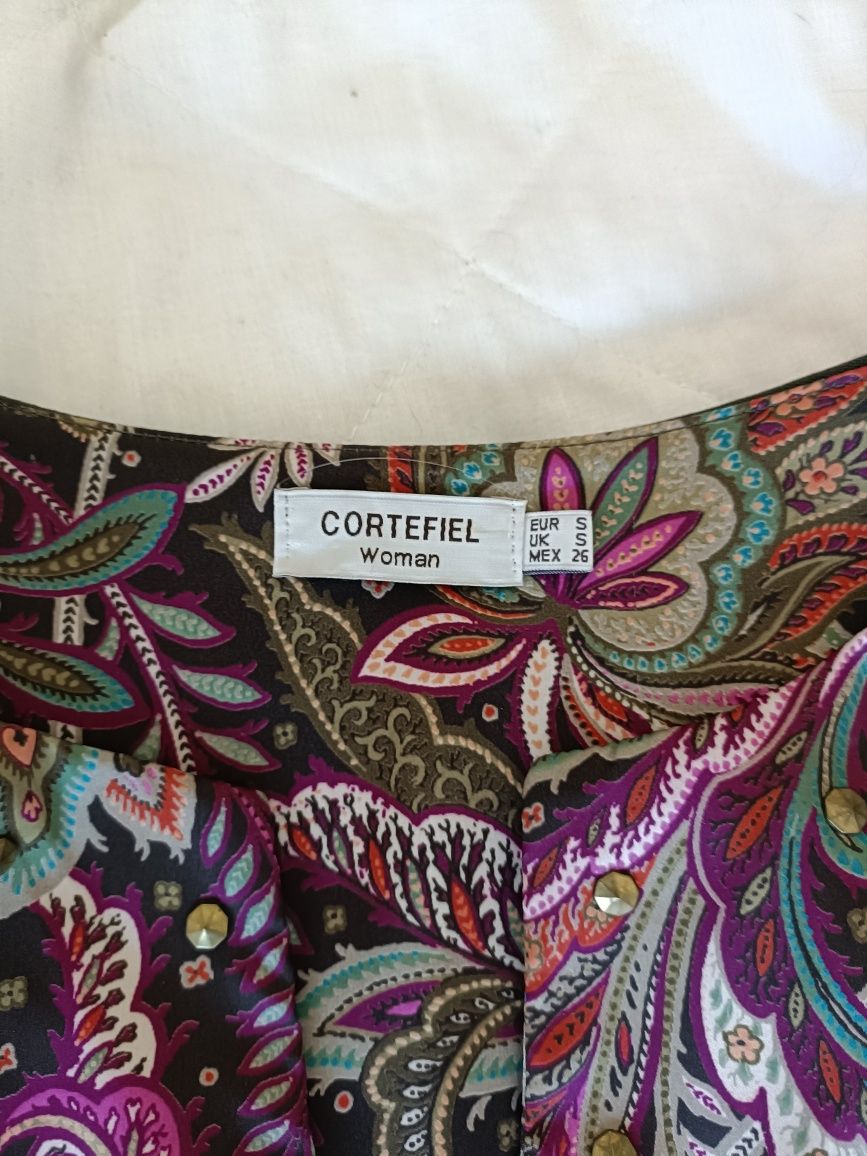 CORTEFIEL
Woman
EUR S
UK S
MEX 26